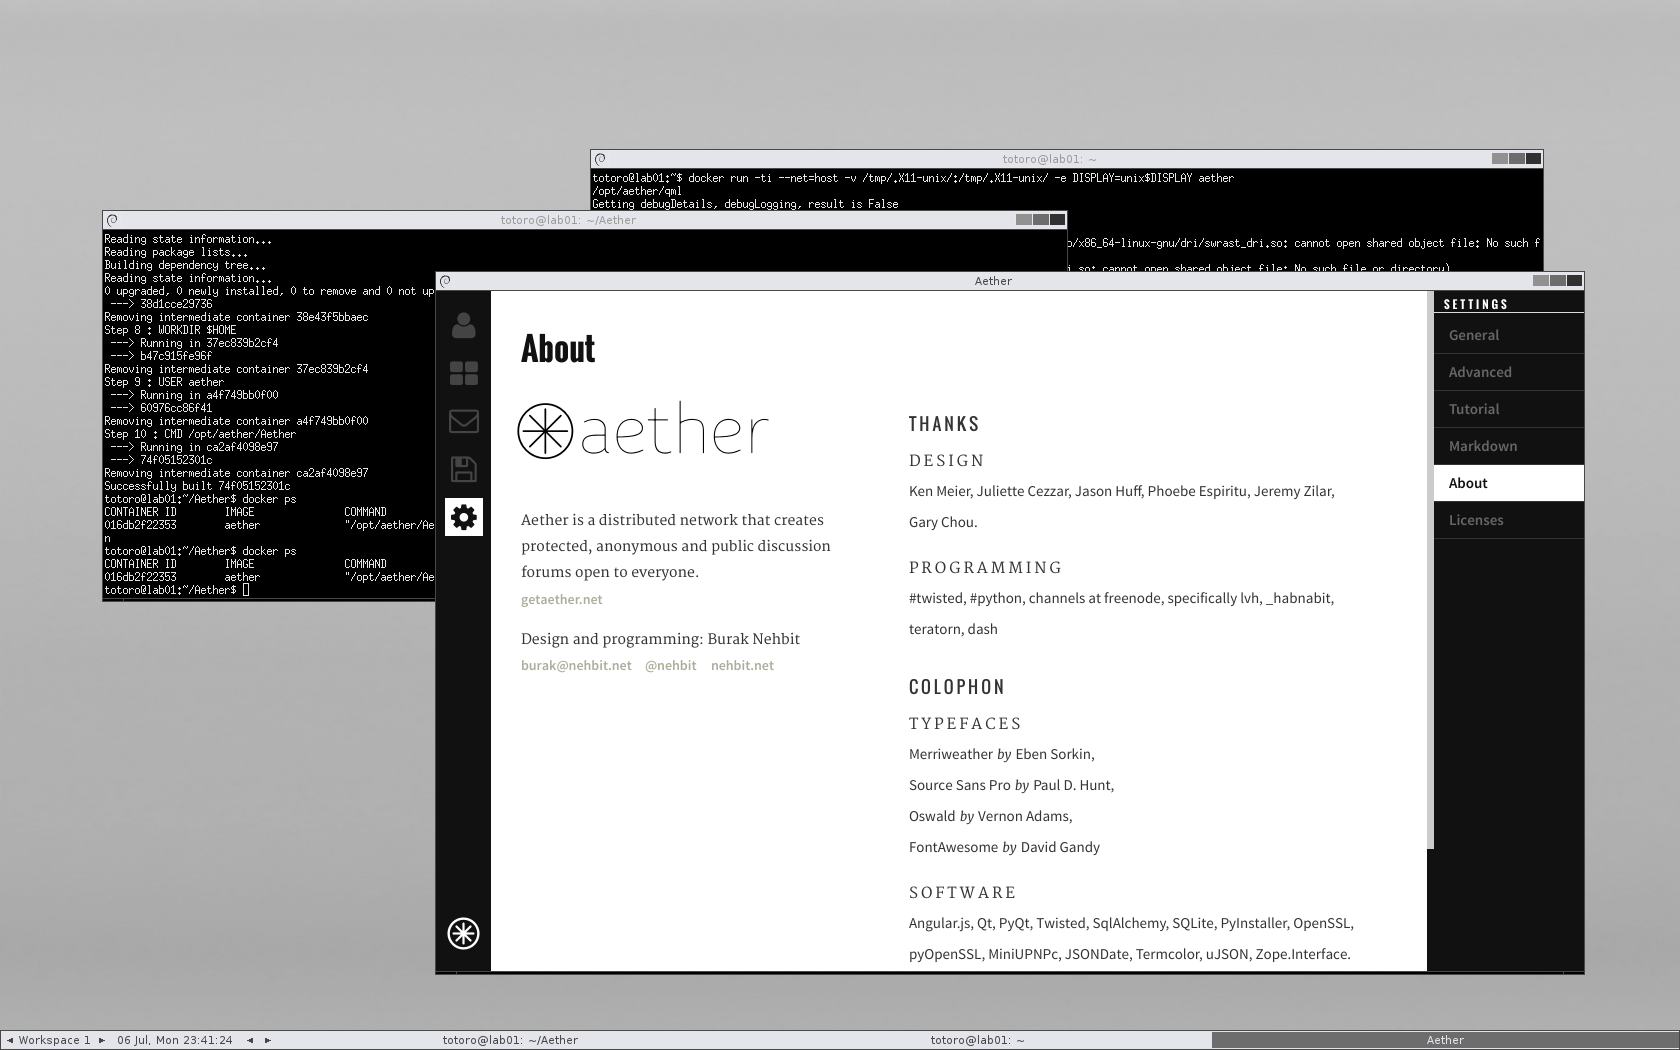 totoro@lab01: ~
totoro@lab01:~$ docker run -ti --net=host -v /tmp/.X11-unix/:/tmp/.X11-unix/ -e DISPLAY=unix$DISPLAY aether
/opt/aether/qml
Getting debugDetails, debugLogging, result is False
/x86_64-linux-gnu/dri/swrast_dri.so: cannot open shared object file: No such f
.so: cannot open shared object file: No such file or directory)
totoro@lab01: ~/Aether
Reading state information...
Reading package lists...
Building dependency tree...
Reading state information...
0 upgraded, 0 newly installed, 0 to remove and 0 not up
---> 38d1cce29736
Removing intermediate container 38e43f5bbaec
Step 8 : WORKDIR $HOME
---> Running in 37ec839b2cf4
---> b47c915fe96f
Removing intermediate container 37ec839b2cf4
Step 9 : USER aether
---> Running in a4f749bb0f00
---> 60976cc86f41
Removing intermediate container a4f749bb0f00
Step 10 : CMD /opt/aether/Aether
---> Running in ca2af4098e97
---> 74f05152301c
Removing intermediate container ca2af4098e97
Successfully built 74f05152301c
totoro@lab01:~/Aether$ docker ps
CONTAINER ID IMAGE COMMAND
016db2f22353 aether "/opt/aether/Ae
n
totoro@lab01:~/Aether$ docker ps
CONTAINER ID IMAGE COMMAND
016db2f22353 aether "/opt/aether/Ae
totoro@lab01:~/Aether$
Aether
About
aether
Aether is a distributed network that creates
protected, anonymous and public discussion
forums open to everyone.
getaether.net
Design and programming: Burak Nehbit
burak@nehbit.net @nehbit nehbit.net
THANKS
DESIGN
Ken Meier, Juliette Cezzar, Jason Huff, Phoebe Espiritu, Jeremy Zilar,
Gary Chou.
PROGRAMMING
#twisted, #python, channels at freenode, specifically lvh, _habnabit,
teratorn, dash
COLOPHON
TYPEFACES
Merriweather by Eben Sorkin,
Source Sans Pro by Paul D. Hunt,
Oswald by Vernon Adams,
FontAwesome by David Gandy
SOFTWARE
Angular.js, Qt, PyQt, Twisted, SqlAlchemy, SQLite, PyInstaller, OpenSSL,
pyOpenSSL, MiniUPNPc, JSONDate, Termcolor, uJSON, Zope.Interface.
SETTINGS
General
Advanced
Tutorial
Markdown
About
Licenses
Workspace 1 06 Jul, Mon 23:41:24 totoro@lab01: ~/Aether totoro@lab01: ~ Aether